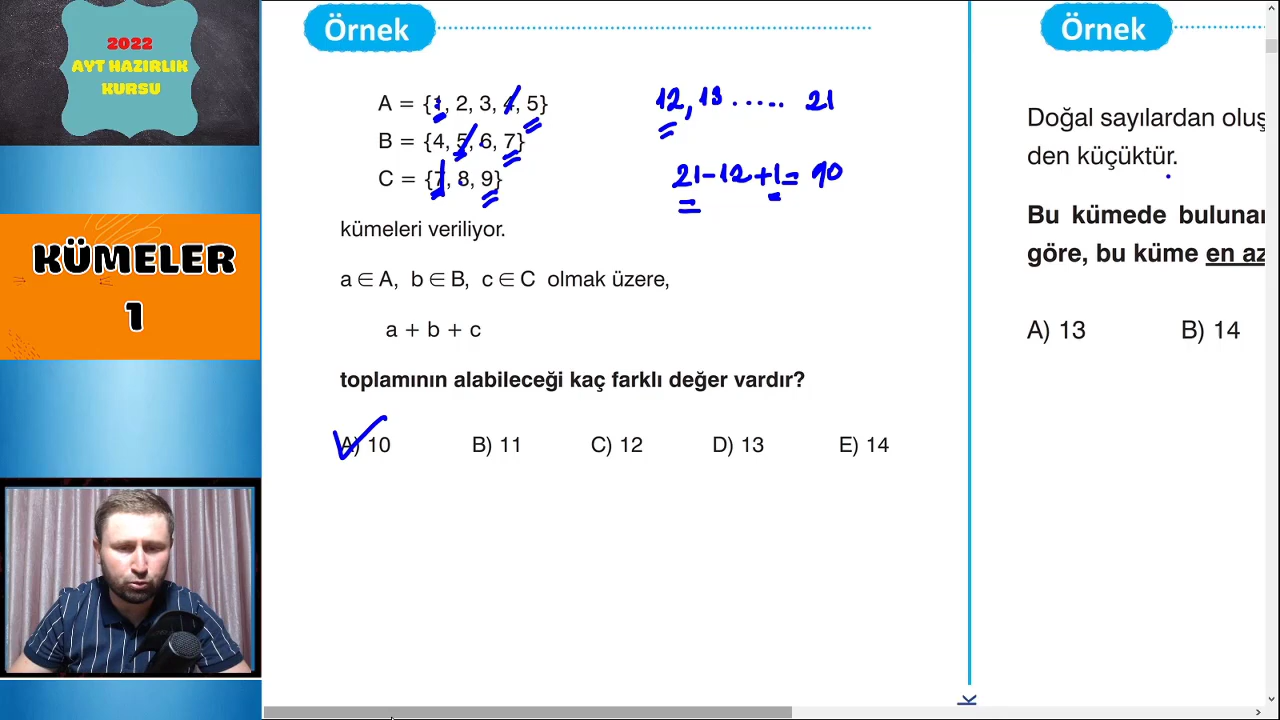 2022
AYT HAZIRLIK
KURSU
KÜMELER
1
Örnek
A = {1, 2, 3, 4, 5}
B = {4, 5, 6, 7}
C = {7, 8, 9}
kümeleri veriliyor.
a ∈ A, b ∈ B, c ∈ C olmak üzere,
a + b + c
toplamının alabileceği kaç farklı değer vardır?
A) 10 B) 11 C) 12 D) 13 E) 14
12, 13 ..... 21
21-12+1= 10
Örnek
Doğal sayılardan oluş
den küçüktür.
Bu kümede bulunan
göre, bu küme en az
A) 13 B) 14